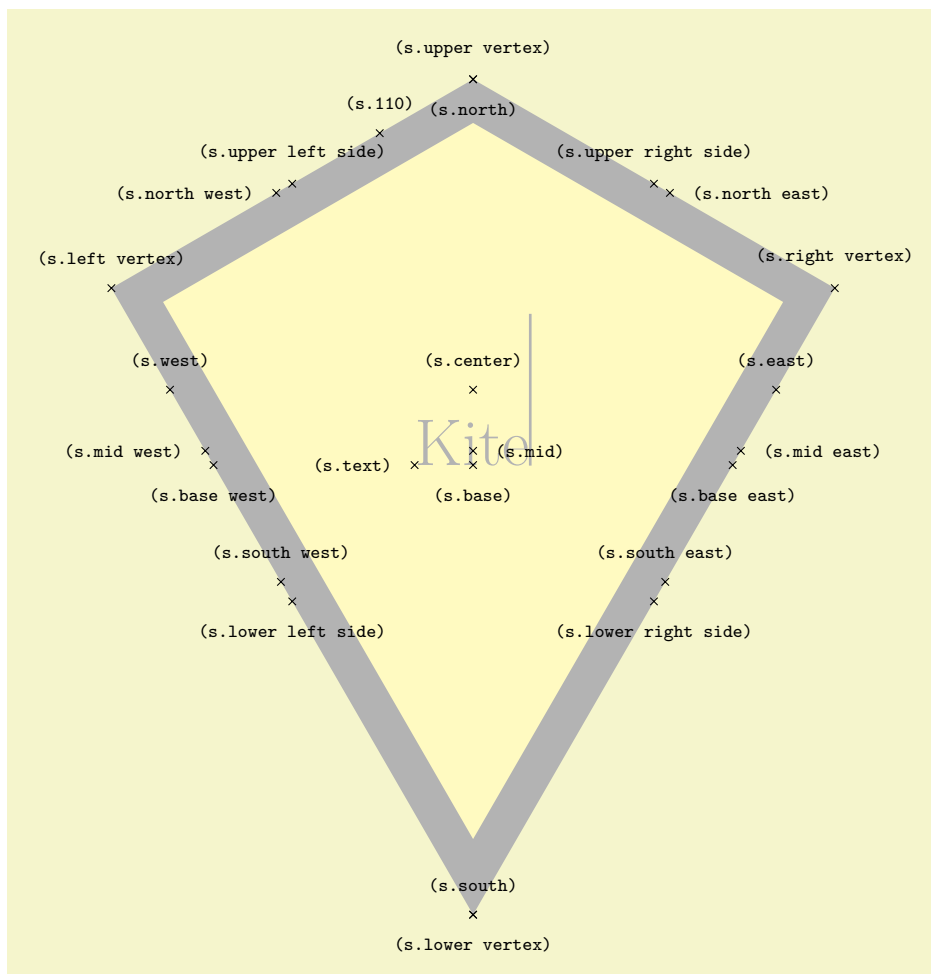 (s.upper vertex)
(s.110) (s.north)
(s.upper left side) (s.upper right side)
(s.north west) (s.north east)
(s.left vertex) (s.right vertex)
(s.west) (s.center) (s.east)
Kite
(s.mid west) (s.mid) (s.mid east)
(s.text)
(s.base west) (s.base) (s.base east)
(s.south west) (s.south east)
(s.lower left side) (s.lower right side)
(s.south)
(s.lower vertex)